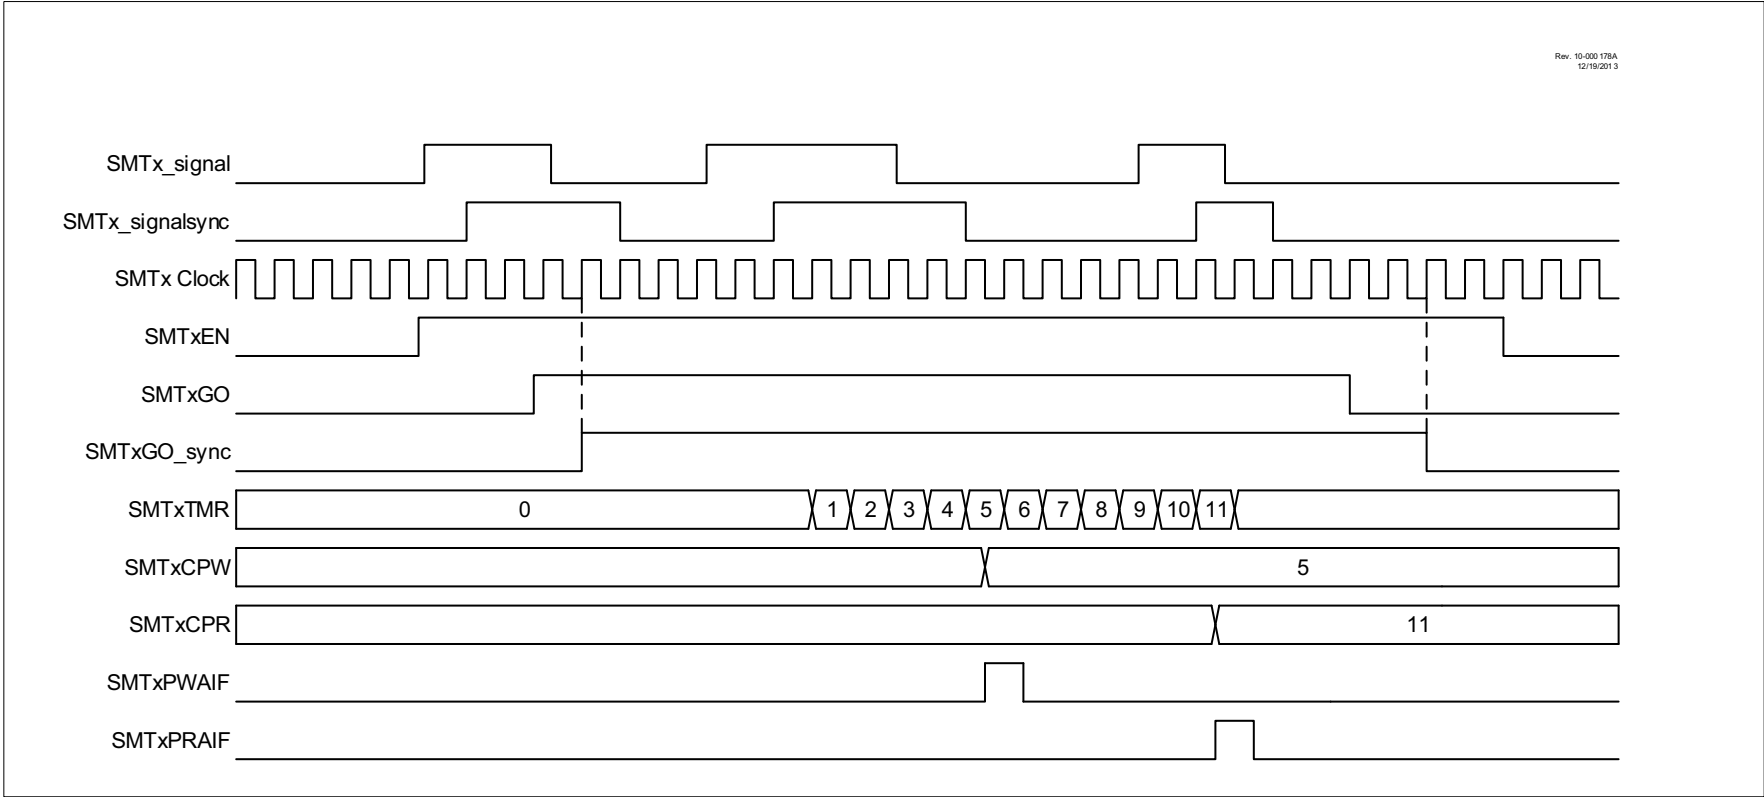 Rev. 10-000 178A
12/19/201 3
SMTx_signal
SMTx_signalsync
SMTx Clock
SMTxEN
SMTxGO
SMTxGO_sync
SMTxTMR 0 1 2 3 4 5 6 7 8 9 10 11
SMTxCPW 5
SMTxCPR 11
SMTxPWAIF
SMTxPRAIF